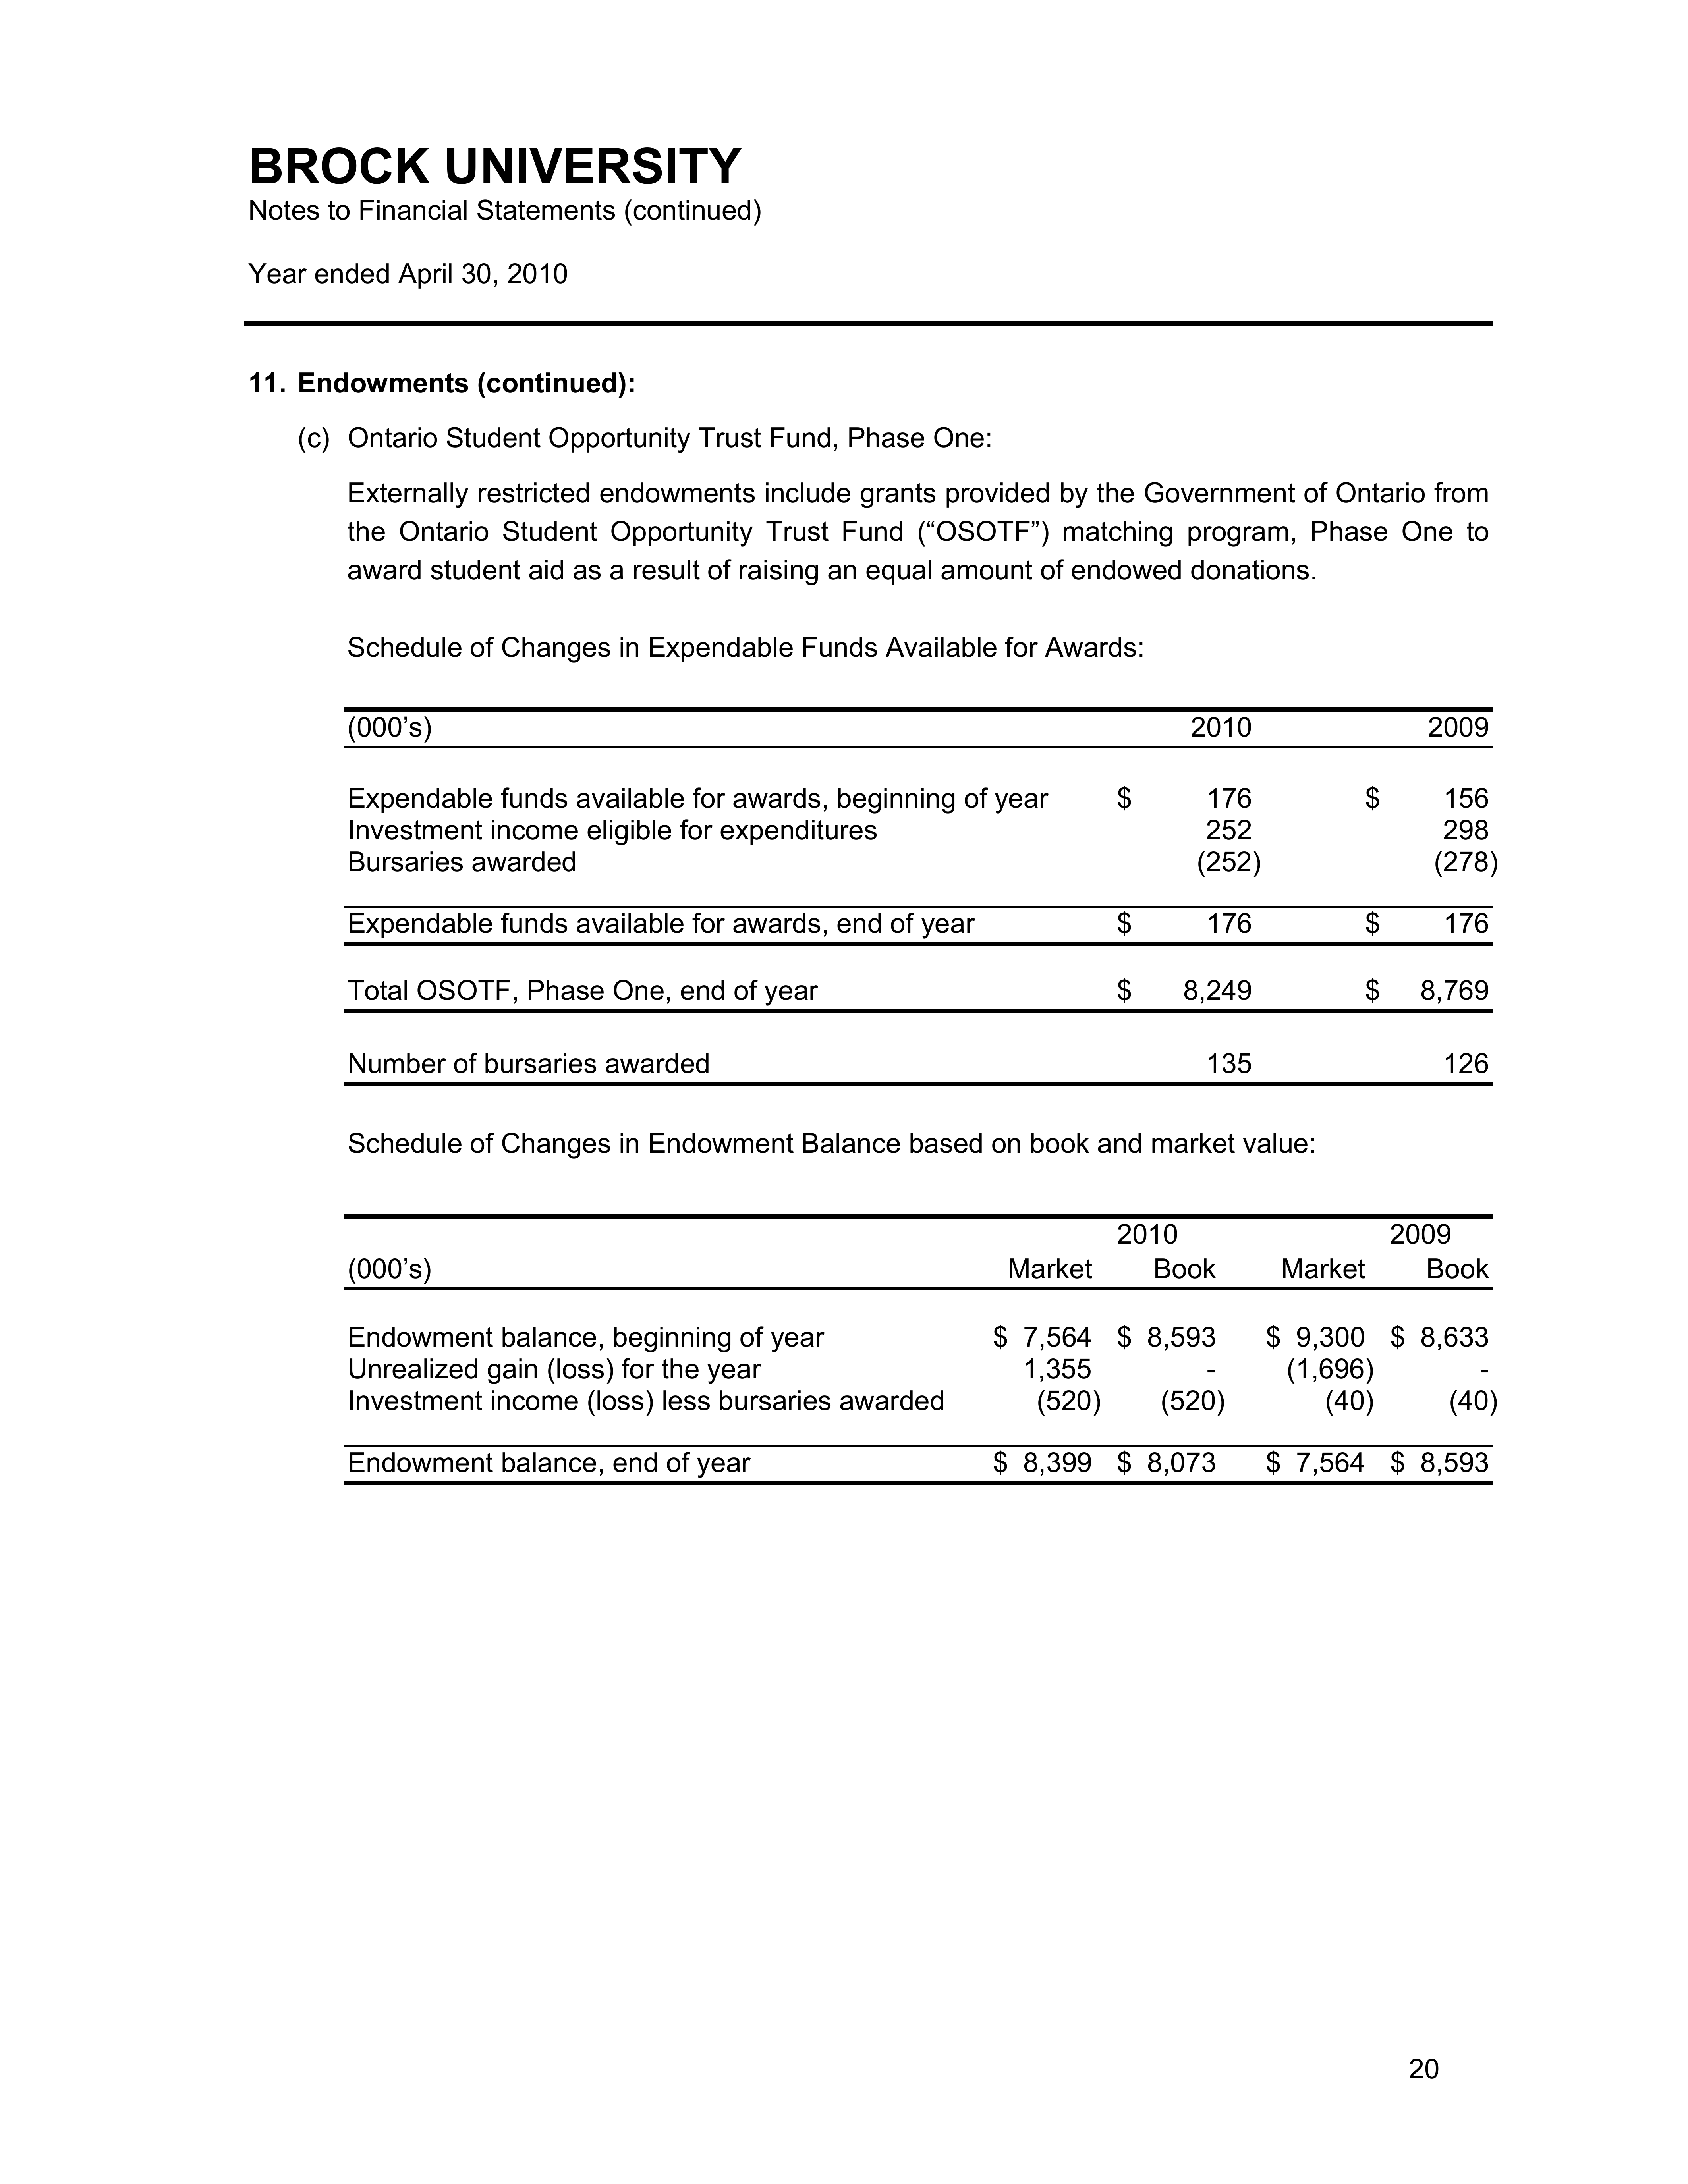 BROCK UNIVERSITY
Notes to Financial Statements (continued)
Year ended April 30, 2010
11. Endowments (continued):
(c) Ontario Student Opportunity Trust Fund, Phase One:
Externally restricted endowments include grants provided by the Government of Ontario from
the Ontario Student Opportunity Trust Fund (“OSOTF”) matching program, Phase One to
award student aid as a result of raising an equal amount of endowed donations.
Schedule of Changes in Expendable Funds Available for Awards:
(000’s) 2010 2009
Expendable funds available for awards, beginning of year $ 176 $ 156
Investment income eligible for expenditures 252 298
Bursaries awarded (252) (278)
Expendable funds available for awards, end of year $ 176 $ 176
Total OSOTF, Phase One, end of year $ 8,249 $ 8,769
Number of bursaries awarded 135 126
Schedule of Changes in Endowment Balance based on book and market value:
2010 2009
(000’s) Market Book Market Book
Endowment balance, beginning of year $ 7,564 $ 8,593 $ 9,300 $ 8,633
Unrealized gain (loss) for the year 1,355 - (1,696) -
Investment income (loss) less bursaries awarded (520) (520) (40) (40)
Endowment balance, end of year $ 8,399 $ 8,073 $ 7,564 $ 8,593
20